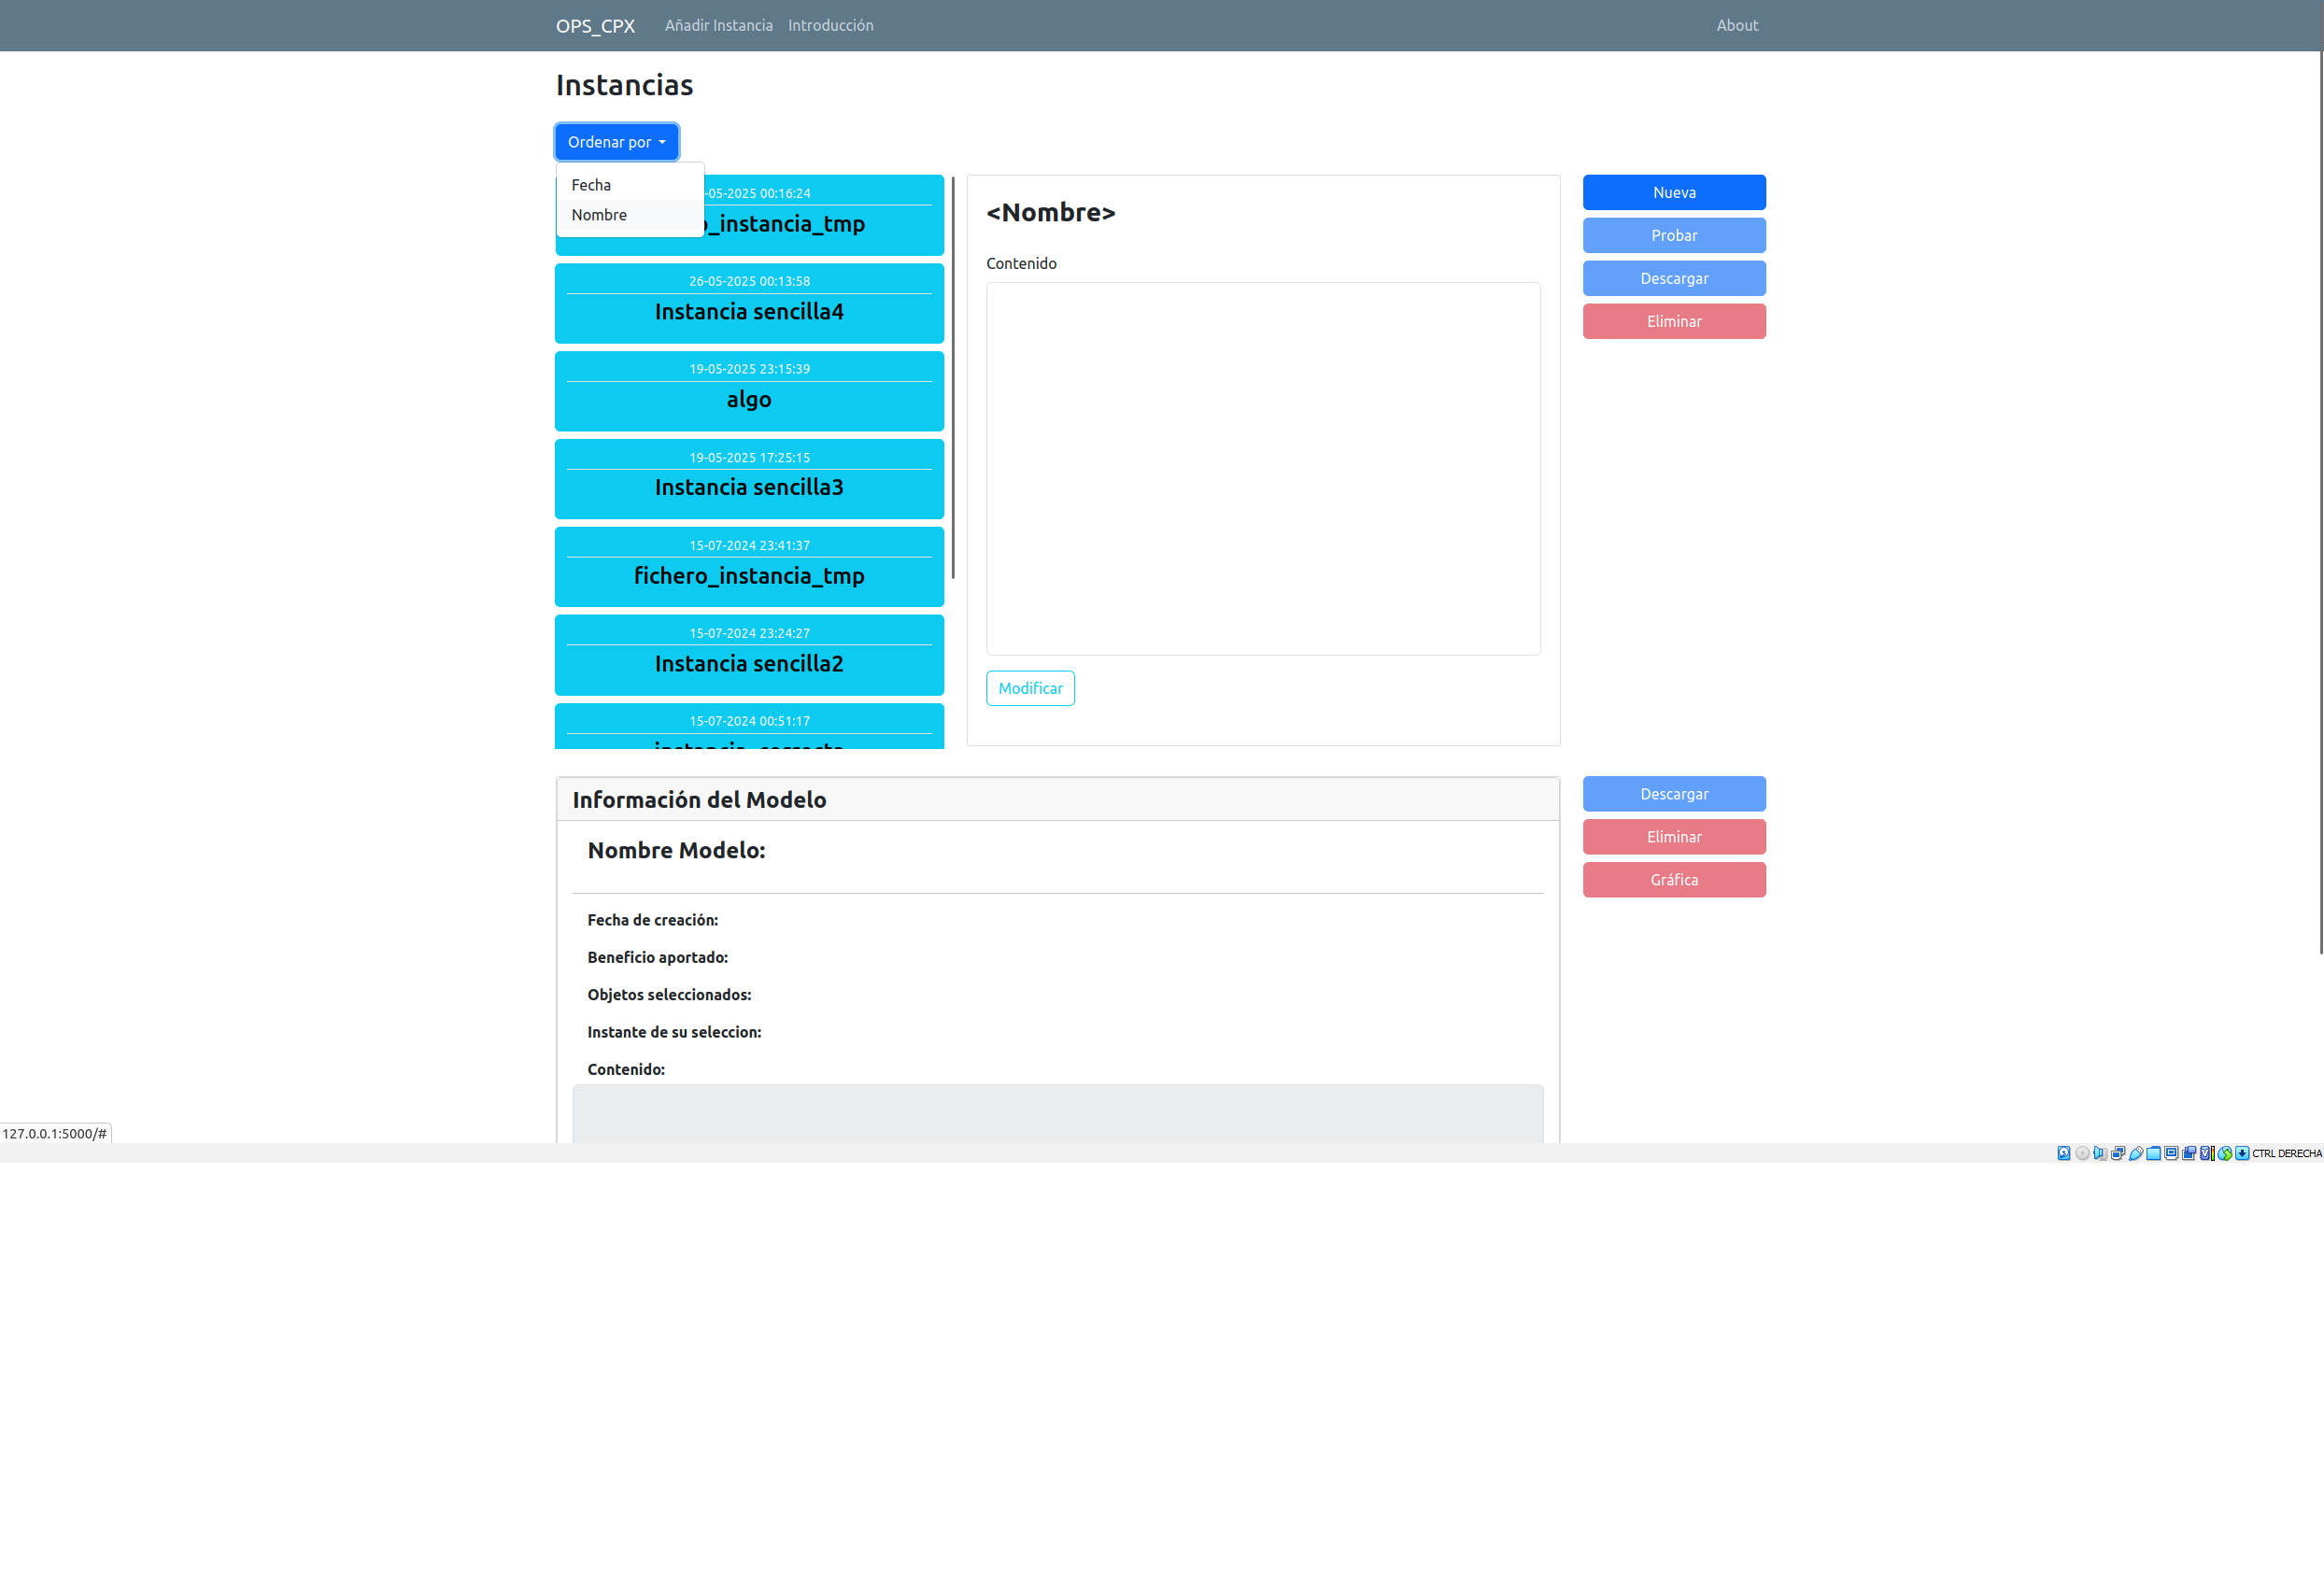 OPS_CPX Añadir Instancia Introducción About
Instancias
Ordenar por
Fecha
Nombre
-05-2025 00:16:24
o_instancia_tmp
26-05-2025 00:13:58
Instancia sencilla4
19-05-2025 23:15:39
algo
19-05-2025 17:25:15
Instancia sencilla3
15-07-2024 23:41:37
fichero_instancia_tmp
15-07-2024 23:24:27
Instancia sencilla2
15-07-2024 00:51:17
<Nombre>
Contenido
Modificar
Nueva
Probar
Descargar
Eliminar
Información del Modelo
Nombre Modelo:
Fecha de creación:
Beneficio aportado:
Objetos seleccionados:
Instante de su seleccion:
Contenido:
Descargar
Eliminar
Gráfica
127.0.0.1:5000/#
CTRL DERECHA